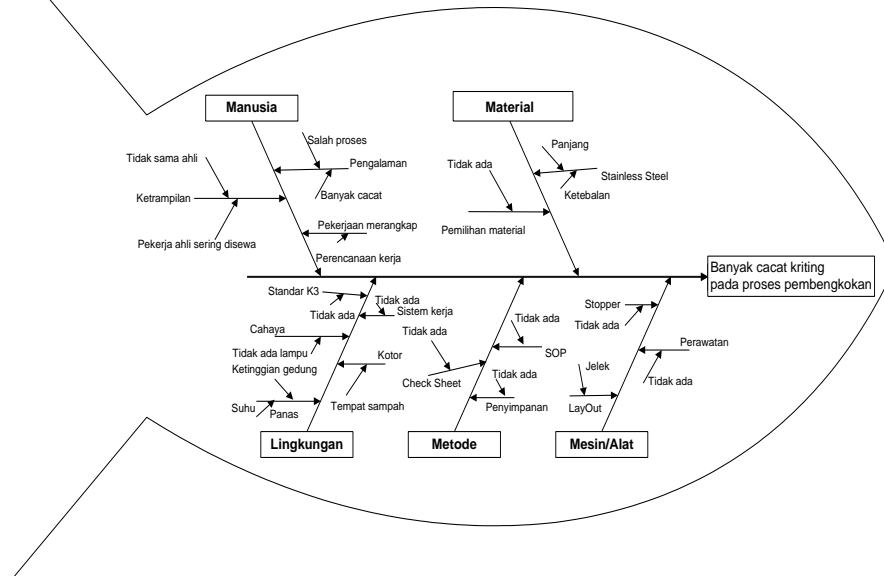 Manusia
Material
Salah proses
Pengalaman
Banyak cacat
Tidak sama ahli
Ketrampilan
Pekerja ahli sering disewa
Pekerjaan merangkap
Perencanaan kerja
Panjang
Stainless Steel
Ketebalan
Tidak ada
Pemilihan material
Banyak cacat kriting
pada proses pembengkokan
Standar K3
Tidak ada
Tidak ada
Sistem kerja
Cahaya
Tidak ada lampu
Ketinggian gedung
Kotor
Tempat sampah
Suhu
Panas
Lingkungan
Tidak ada
SOP
Tidak ada
Check Sheet
Tidak ada
Penyimpanan
Metode
Stopper
Tidak ada
Perawatan
Tidak ada
Jelek
LayOut
Mesin/Alat